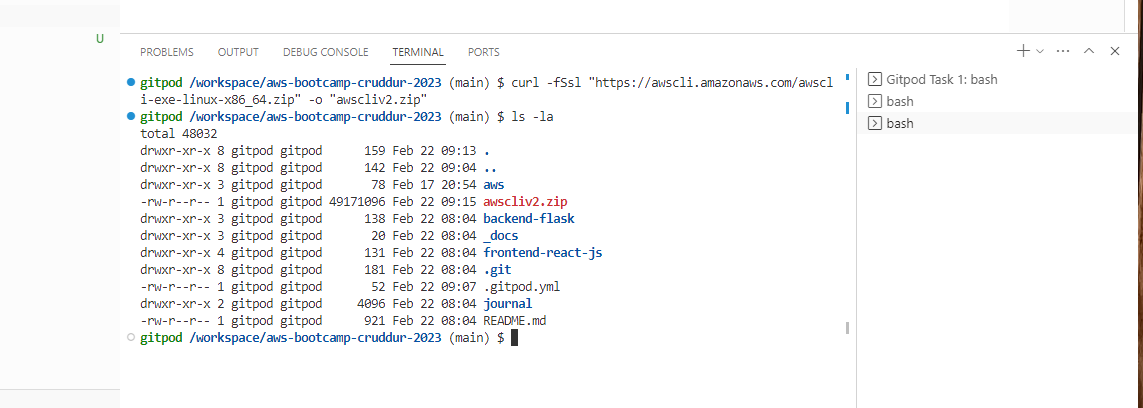 U
PROBLEMS OUTPUT DEBUG CONSOLE TERMINAL PORTS
gitpod /workspace/aws-bootcamp-cruddur-2023 (main) $ curl -fSsl "https://awscli.amazonaws.com/awscl
i-exe-linux-x86_64.zip" -o "awscliv2.zip"
gitpod /workspace/aws-bootcamp-cruddur-2023 (main) $ ls -la
total 48032
drwxr-xr-x 8 gitpod gitpod      159 Feb 22 09:13 .
drwxr-xr-x 8 gitpod gitpod      142 Feb 22 09:04 ..
drwxr-xr-x 3 gitpod gitpod       78 Feb 17 20:54 aws
-rw-r--r-- 1 gitpod gitpod 49171096 Feb 22 09:15 awscliv2.zip
drwxr-xr-x 3 gitpod gitpod      138 Feb 22 08:04 backend-flask
drwxr-xr-x 3 gitpod gitpod       20 Feb 22 08:04 _docs
drwxr-xr-x 4 gitpod gitpod      131 Feb 22 08:04 frontend-react-js
drwxr-xr-x 8 gitpod gitpod      181 Feb 22 08:04 .git
-rw-r--r-- 1 gitpod gitpod       52 Feb 22 09:07 .gitpod.yml
drwxr-xr-x 2 gitpod gitpod     4096 Feb 22 08:04 journal
-rw-r--r-- 1 gitpod gitpod      921 Feb 22 08:04 README.md
gitpod /workspace/aws-bootcamp-cruddur-2023 (main) $
Gitpod Task 1: bash
bash
bash